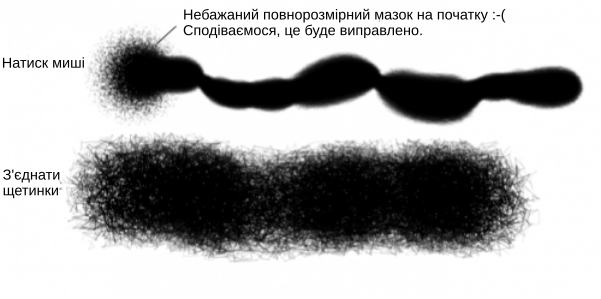 Небажаний повнорозмірний мазок на початку :-(
Сподіваємося, це буде виправлено.
Натиск миші
З'єднати
щетинки